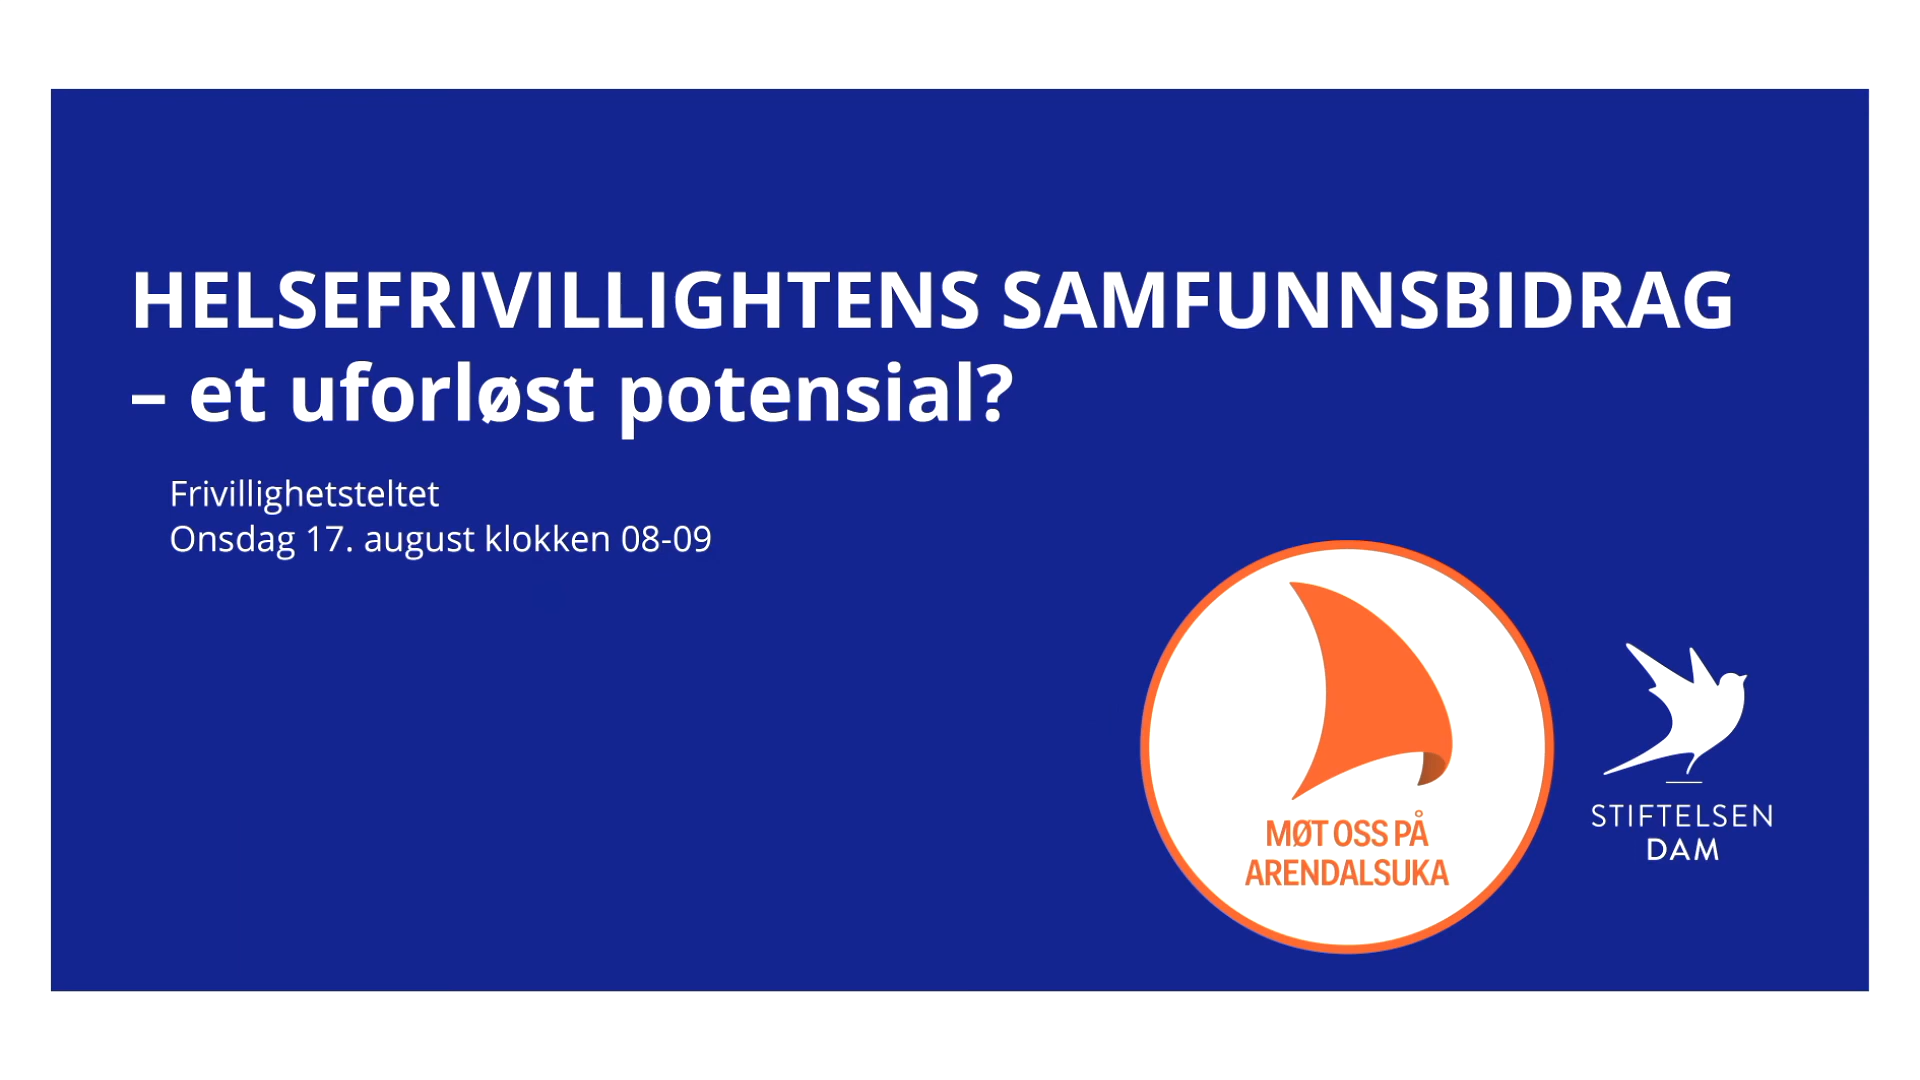 HELSEFRIVILLIGHTENS SAMFUNNSBIDRAG
– et uforløst potensial?
Frivillighetsteltet
Onsdag 17. august klokken 08-09
MØT OSS PÅ
ARENDALSUKA
STIFTELSEN
DAM